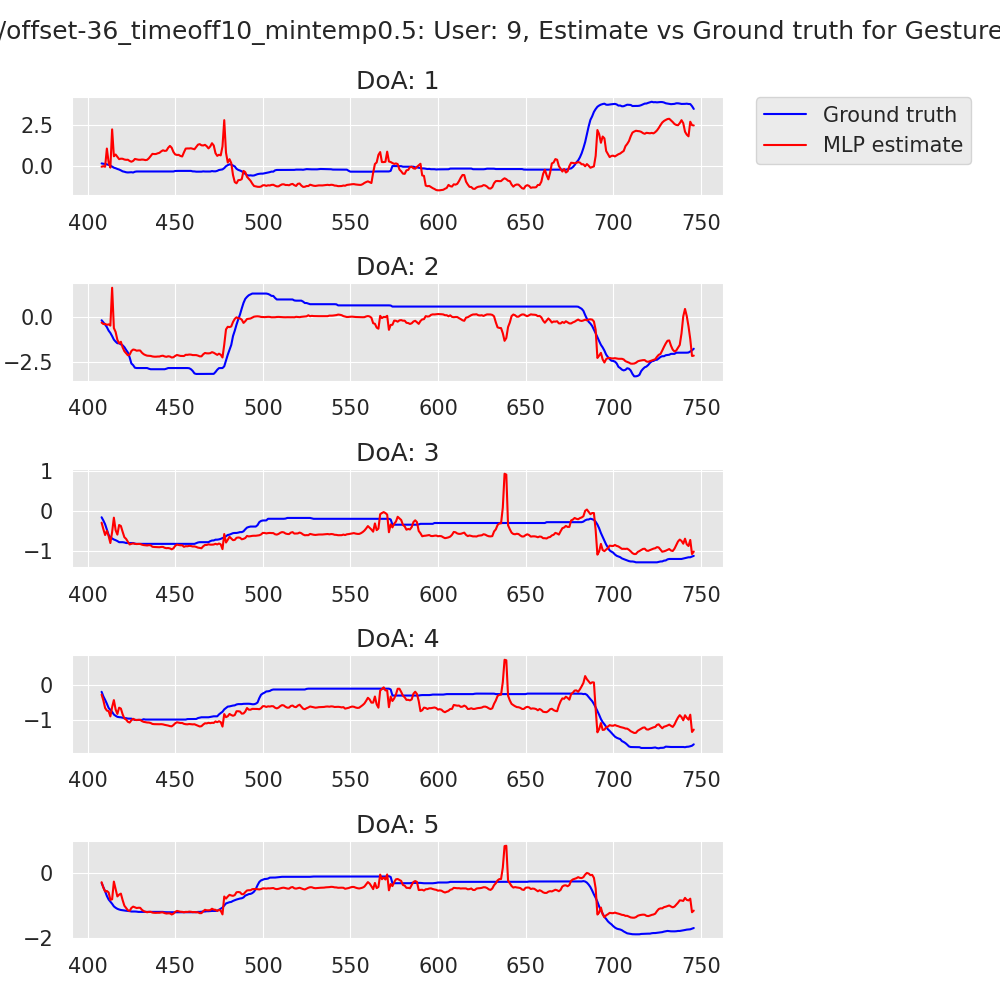 /offset-36_timeoff10_mintemp0.5: User: 9, Estimate vs Ground truth for Gesture
DoA: 1
Ground truth
MLP estimate
2.5
0.0
400 450 500 550 600 650 700 750
DoA: 2
0.0
−2.5
400 450 500 550 600 650 700 750
DoA: 3
1
0
−1
400 450 500 550 600 650 700 750
DoA: 4
0
−1
400 450 500 550 600 650 700 750
DoA: 5
0
−2
400 450 500 550 600 650 700 750